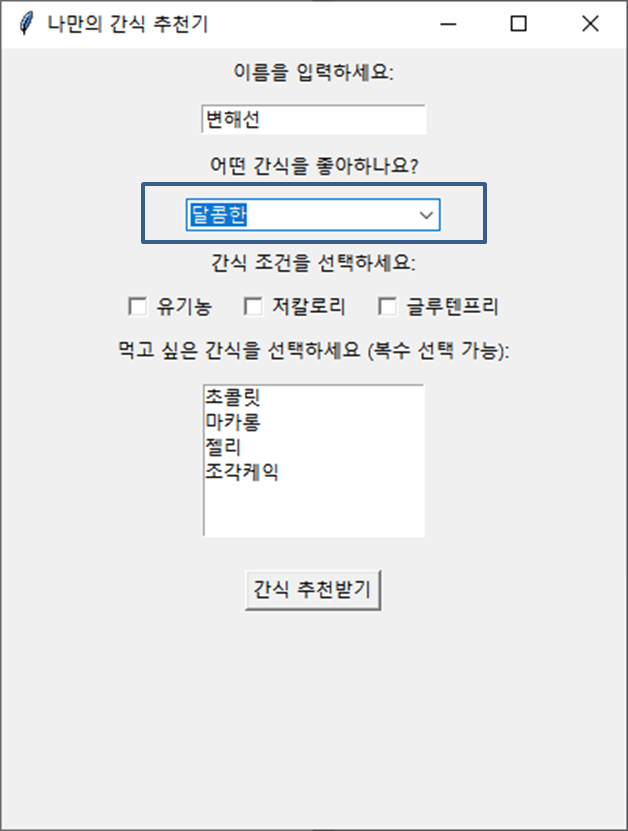 나만의 간식 추천기
이름을 입력하세요:
변해선
어떤 간식을 좋아하나요?
달콤한
간식 조건을 선택하세요:
유기농 저칼로리 글루텐프리
먹고 싶은 간식을 선택하세요 (복수 선택 가능):
초콜릿
마카롱
젤리
조각케익
간식 추천받기